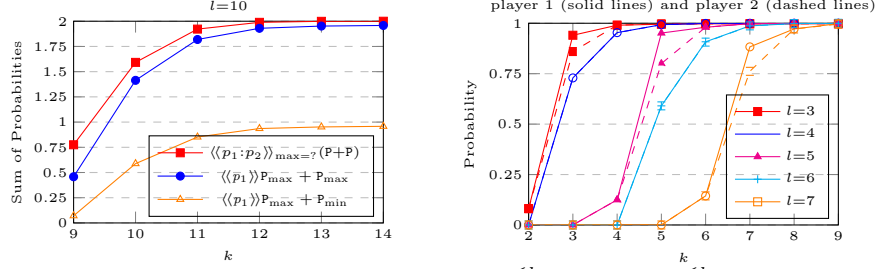 l=10
Sum of Probabilities
2
1.75
1.5
1.25
1
0.75
0.5
0.25
0
9 10 11 12 13 14
k
⟨⟨p1:p2⟩⟩max=?(P+P)
⟨⟨p1⟩⟩Pmax + Pmax
⟨⟨p1⟩⟩Pmax + Pmin
player 1 (solid lines) and player 2 (dashed lines)
Probability
1
0.75
0.5
0.25
0
2 3 4 5 6 7 8 9
k
l=3
l=4
l=5
l=6
l=7